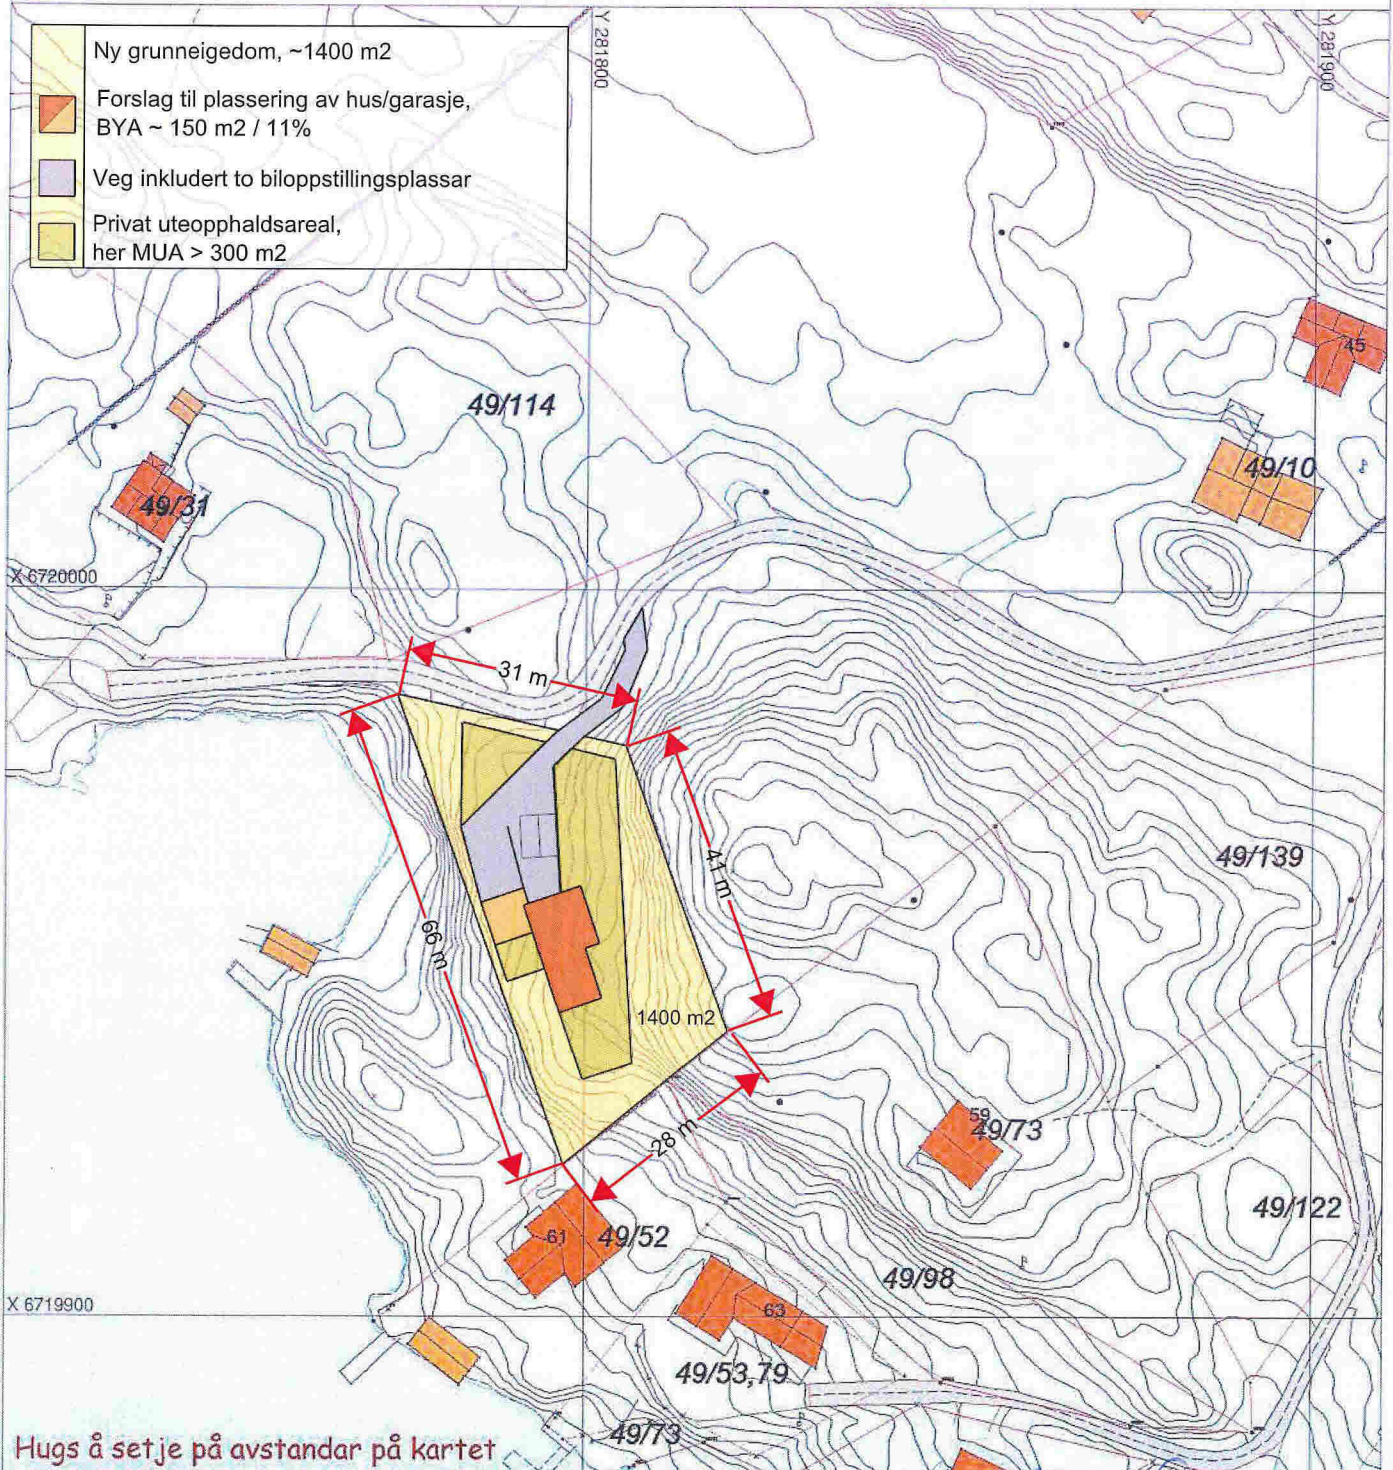 Ny grunneigedom, ~1400 m2
Forslag til plassering av hus/garasje,
BYA ~ 150 m2 / 11%
Veg inkludert to biloppstillingsplassar
Privat uteopphaldsareal,
her MUA > 300 m2
Y 281800
Y 281900
45
49/114
49/10
49/31
X 6720000
31 m
41 m
49/139
66 m
1400 m2
59
49/73
28 m
49/122
61
49/52
49/98
X 6719900
63
49/53,79
49/73
Hugs å setje på avstandar på kartet